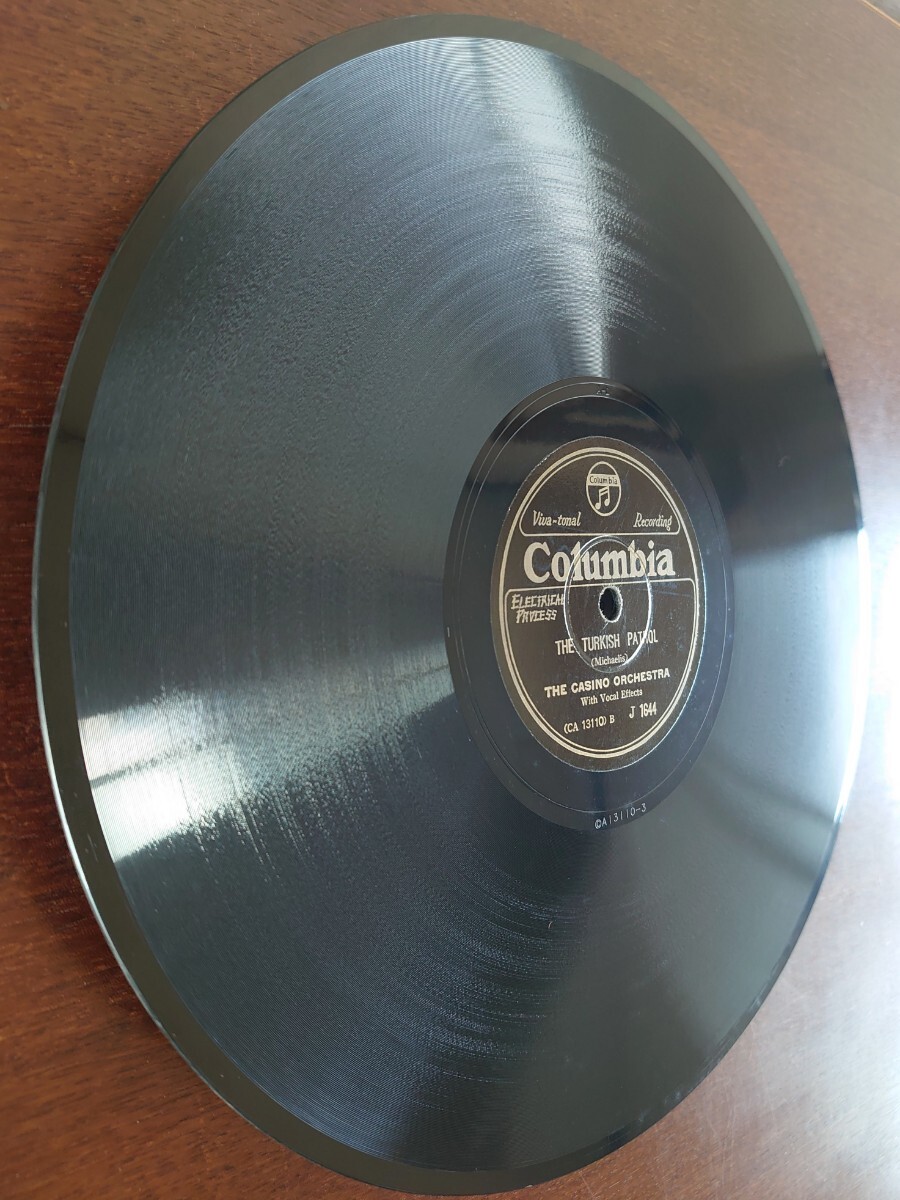 Columbia
Viva-tonal Recording
Columbia
ELECTRICAL
PROCESS
THE TURKISH PATROL
(Michaelis)
THE CASINO ORCHESTRA
With Vocal Effects
(CA 13110) B J 1644
CA13110-3